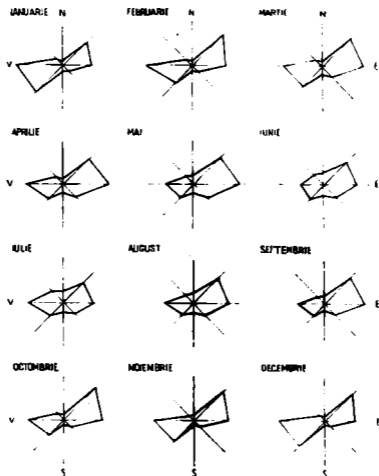 IANUARIE N FEBRUARIE MARTIE N
V E
APRILIE MAI IUNIE
V E
IULIE AUGUST SEPTEMBRIE
V E
OCTOMBRIE NOIEMBRIE DECEMBRIE
V E
S S S